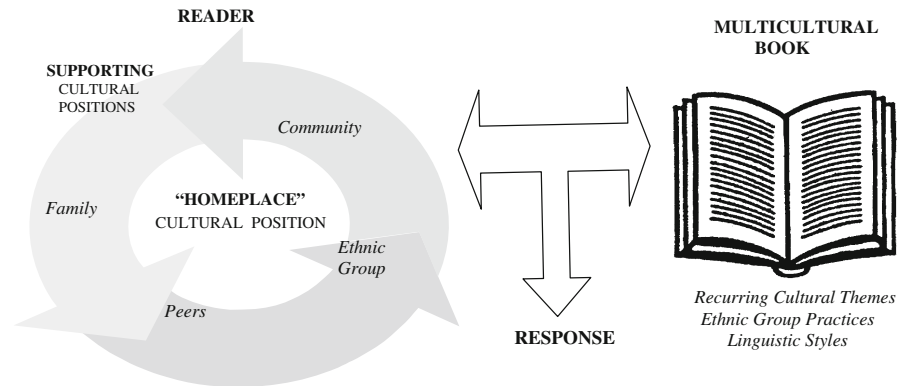 READER
SUPPORTING
CULTURAL
POSITIONS
Community
Family
“HOMEPLACE”
CULTURAL POSITION
Ethnic
Group
Peers
RESPONSE
MULTICULTURAL
BOOK
Recurring Cultural Themes
Ethnic Group Practices
Linguistic Styles